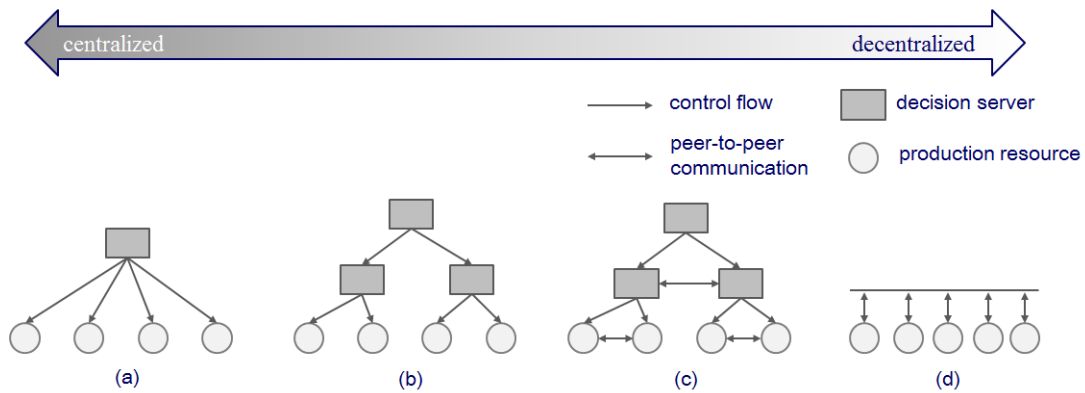 centralized
decentralized
control flow
decision server
peer-to-peer
communication
production resource
(a)
(b)
(c)
(d)